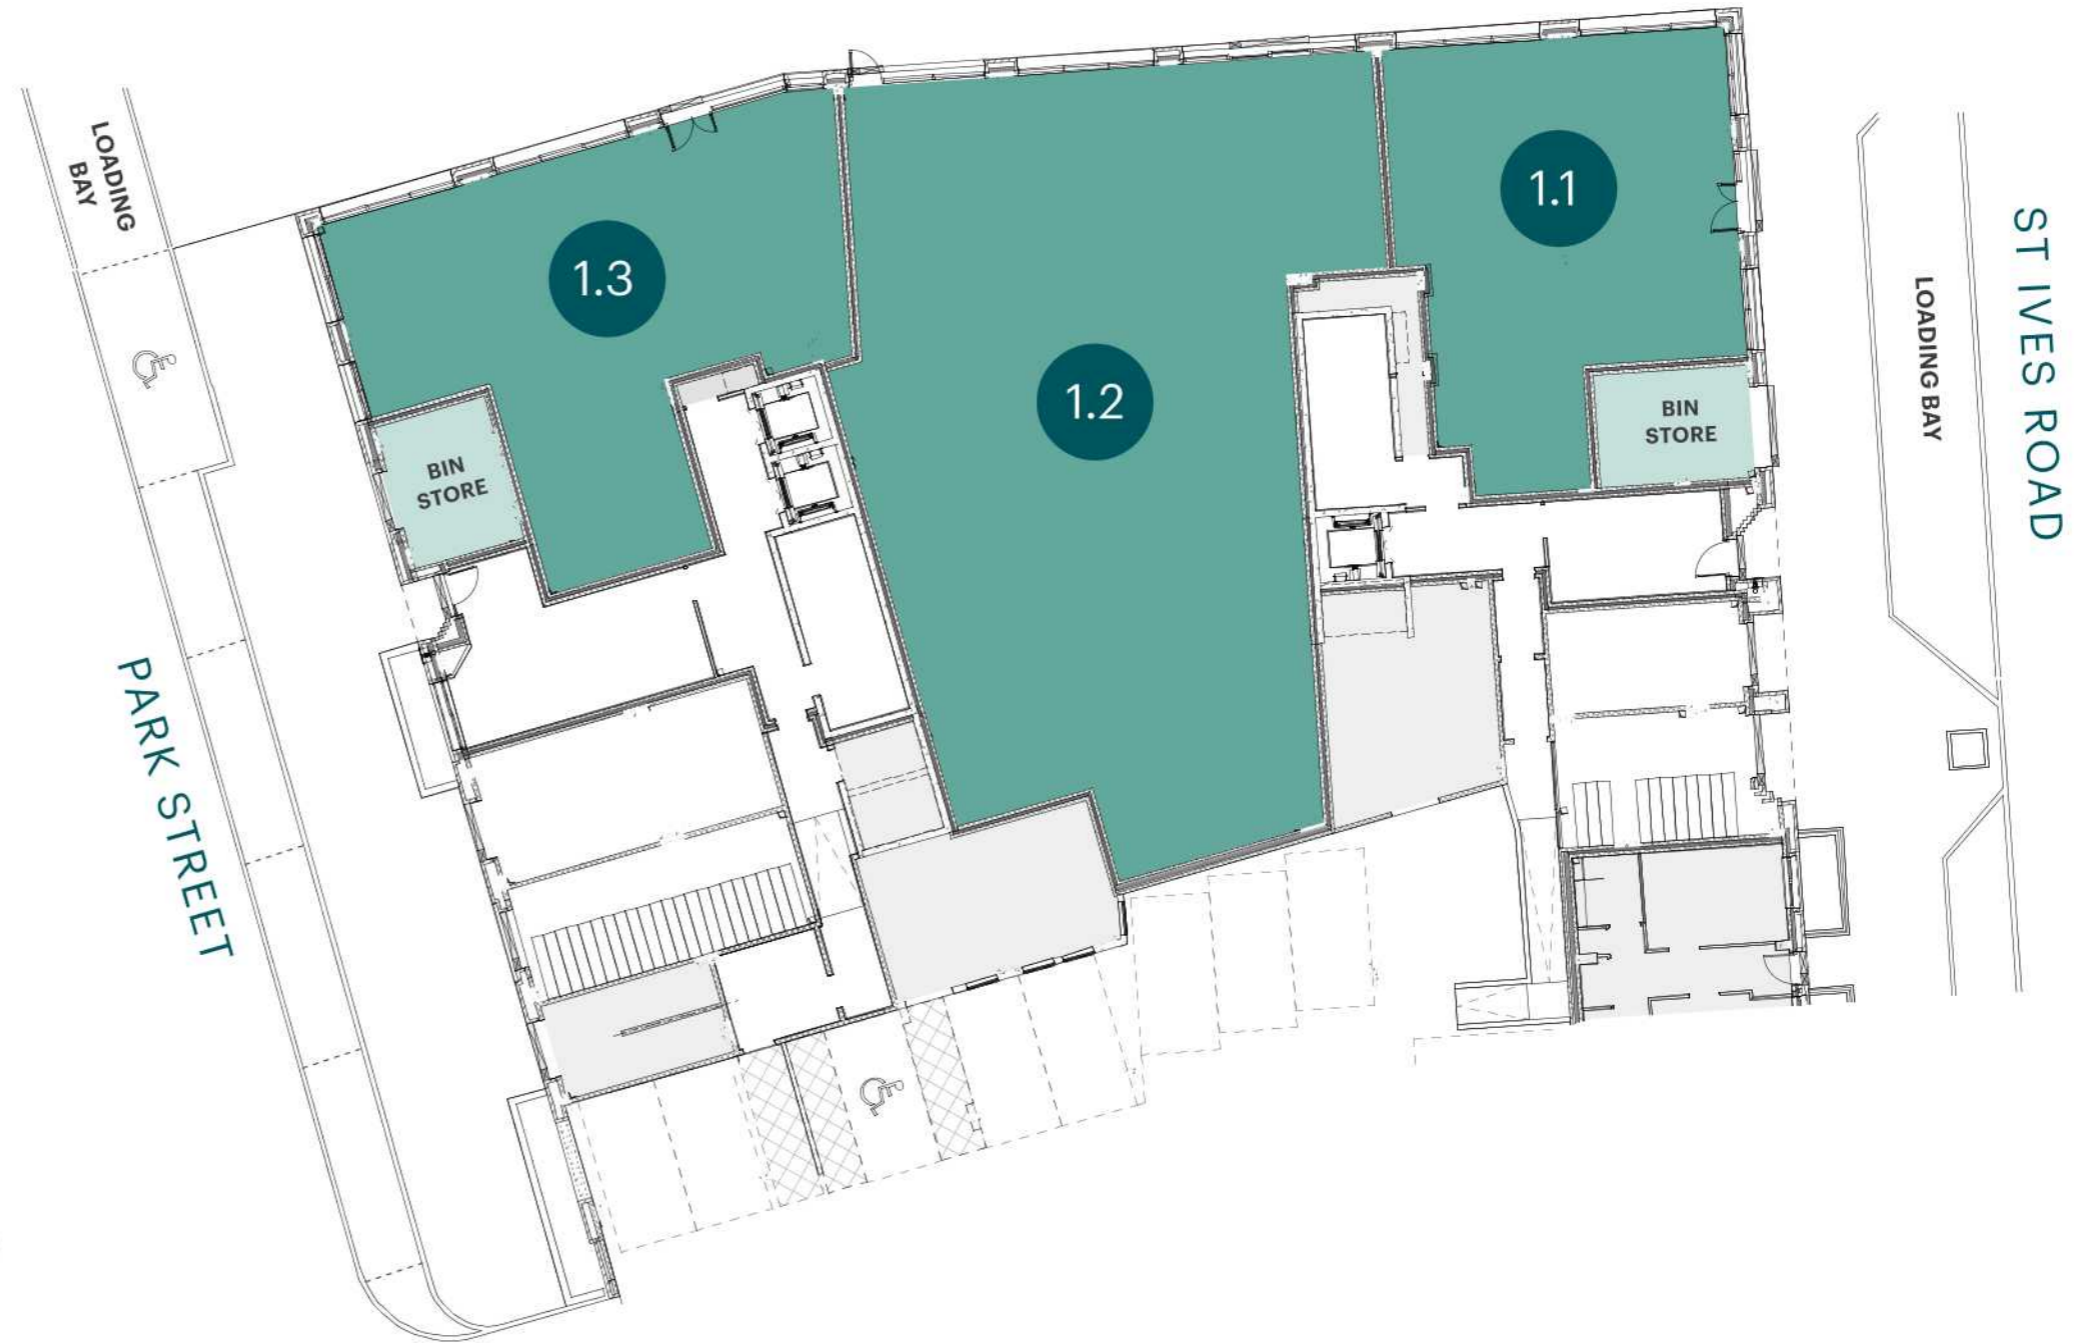 LOADING
BAY
1.3
1.2
1.1
BIN
STORE
BIN
STORE
LOADING BAY
ST IVES ROAD
PARK STREET